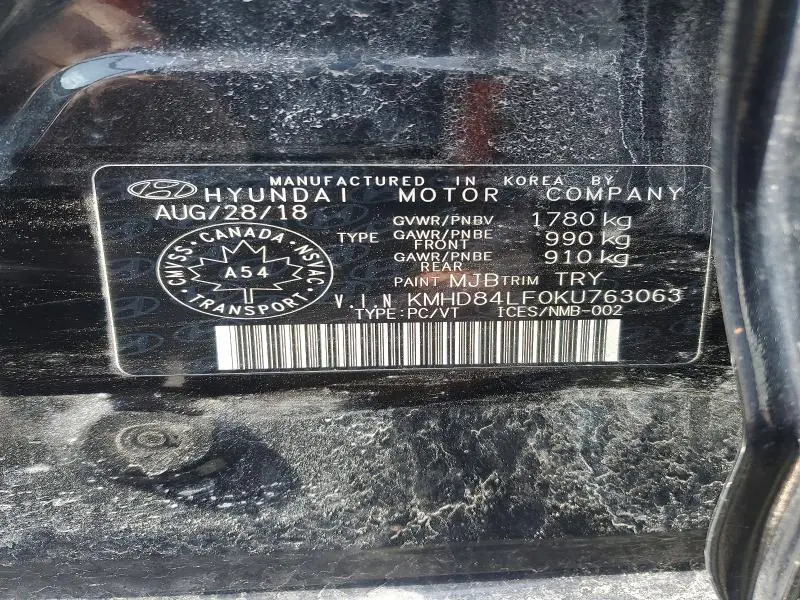 MANUFACTURED IN KOREA BY
HYUNDAI MOTOR COMPANY
AUG/28/18
GVWR/PNBV 1780 kg
TYPE GAWR/PNBE FRONT 990 kg
GAWR/PNBE REAR 910 kg
CMVSS · CANADA · NSVAC · TRANSPORT
A54
PAINT MJB TRIM TRY
V.I.N KMHD84LF0KU763063
TYPE:PC/VT ICES/NMB-002